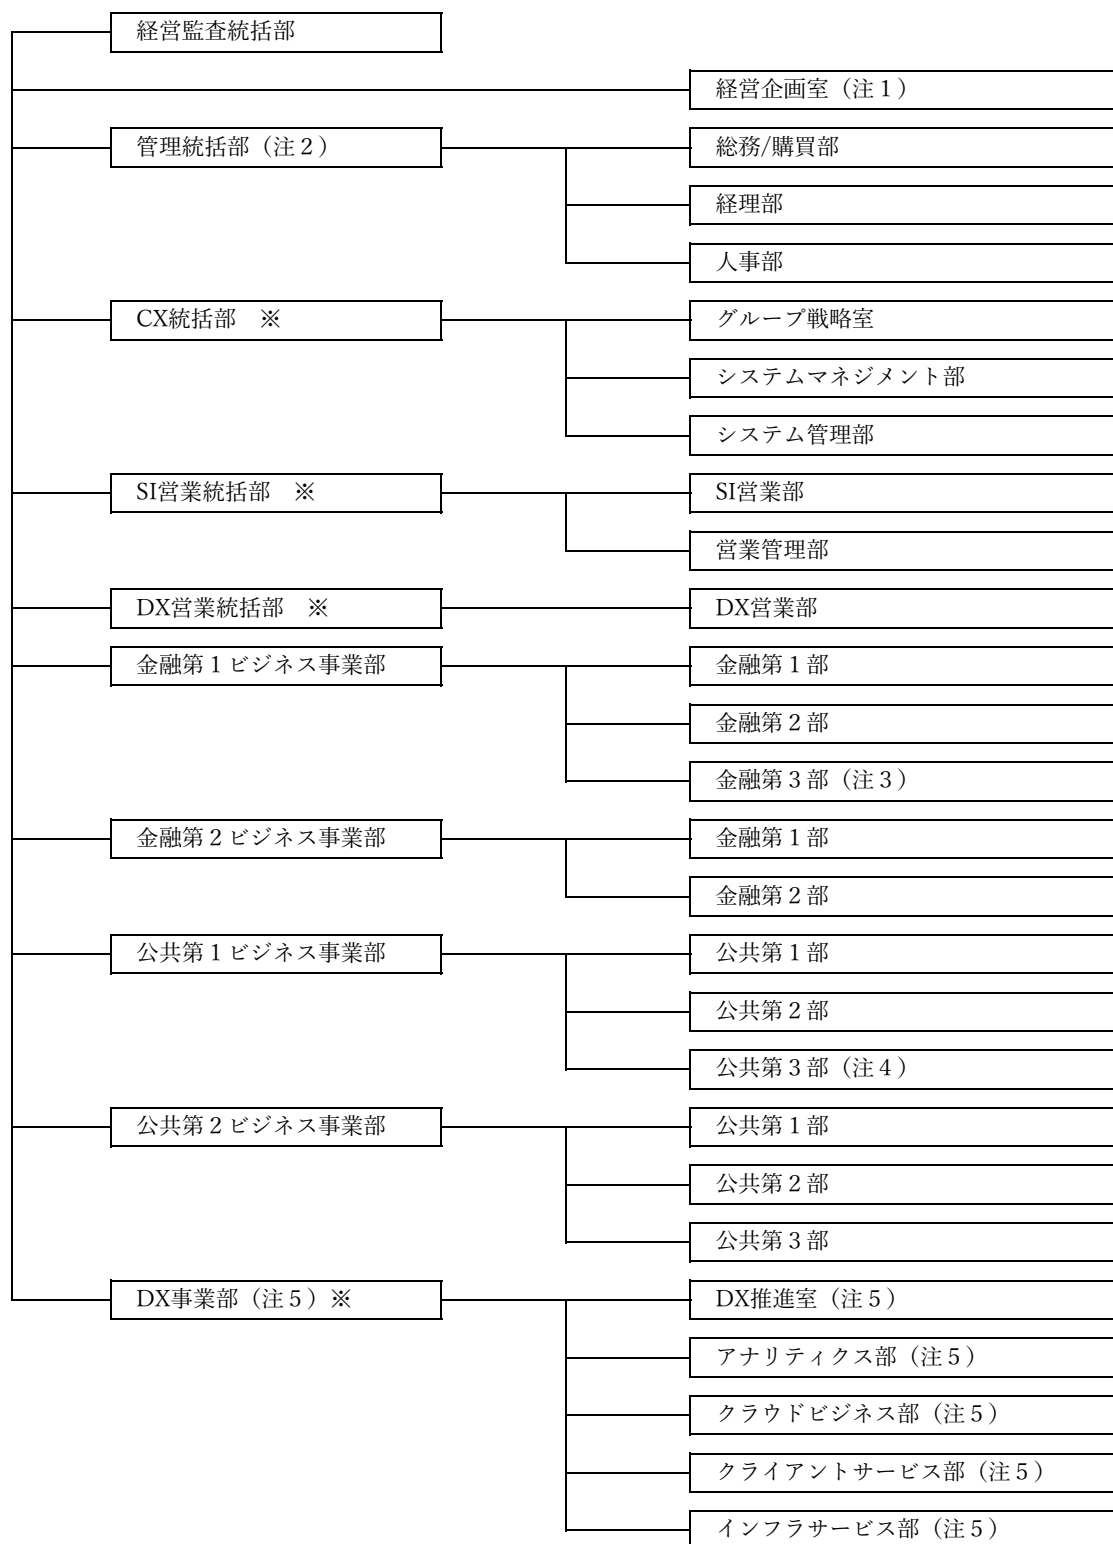 経営監査統括部
経営企画室（注１）
管理統括部（注２） 総務/購買部
経理部
人事部
CX統括部　※ グループ戦略室
システムマネジメント部
システム管理部
SI営業統括部　※ SI営業部
営業管理部
DX営業統括部　※ DX営業部
金融第１ビジネス事業部 金融第１部
金融第２部
金融第３部（注３）
金融第２ビジネス事業部 金融第１部
金融第２部
公共第１ビジネス事業部 公共第１部
公共第２部
公共第３部（注４）
公共第２ビジネス事業部 公共第１部
公共第２部
公共第３部
DX事業部（注５）※ DX推進室（注５）
アナリティクス部（注５）
クラウドビジネス部（注５）
クライアントサービス部（注５）
インフラサービス部（注５）